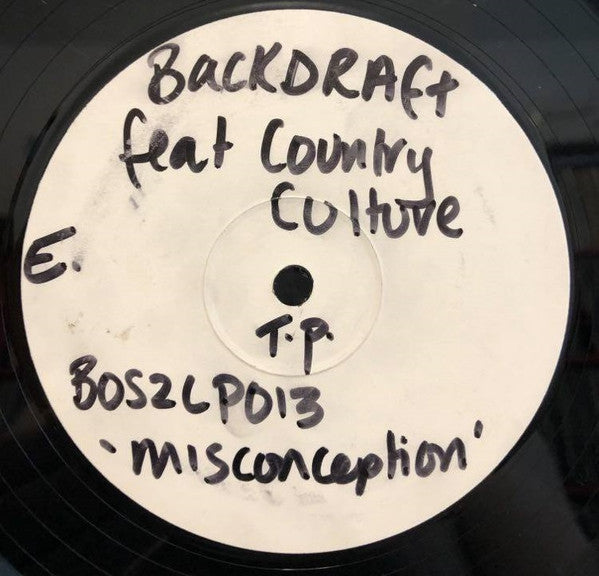 BACKDRAFt
feat Country
Culture
E.
T.P.
BOS2LP013
'misconception'